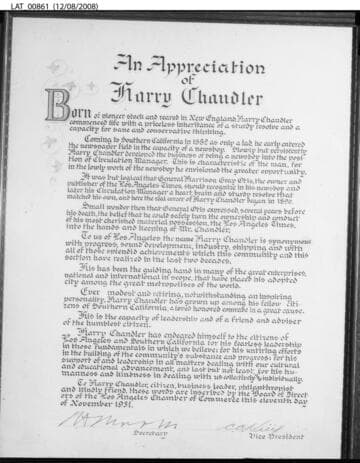 LAT_00861 (12/08/2008)
An Appreciation
of
Harry Chandler
Born of pioneer stock and reared in New England, Harry Chandler
commenced life with a priceless inheritance of a sturdy resolve and a
capacity for sane and conservative thinking.
Coming to Southern California in 1882 as only a lad, he early entered
the newspaper field in the capacity of a newsboy. Slowly but persistently
Harry Chandler developed the business of being a newsboy into the posi-
tion of Circulation Manager. This is characteristic of the man, for
in the lowly work of the newsboy he envisioned the greater opportunity.
It was but logical that General Harrison Gray Otis, the owner and
publisher of the Los Angeles Times, should recognize in his newsboy and
later his Circulation Manager a heart, brain and sturdy resolve that
matched his own, and here the real career of Harry Chandler began in
Small wonder then that General Otis expressed, several years before
his death, the belief that he could safely turn the ownership and conduct
of his most cherished material possession, the Los Angeles Times,
into the hands and keeping of Mr. Chandler.
To us of Los Angeles the name Harry Chandler is synonymous
with progress, sound development, industry, shipping and with
all of those splendid achievements which this community and this
section have realized in the last two decades.
His has been the guiding hand in many of the great enterprises,
national and international in scope, that have placed his adopted
city among the great metropolises of the world.
Ever modest and retiring, notwithstanding an inspiring
personality, Harry Chandler has grown up among his fellow citi-
zens of Southern California, a loved honored comrade in a great cause.
His is the capacity of leadership and of a friend and adviser
of the humblest citizen.
Harry Chandler has endeared himself to the citizens of
Los Angeles and Southern California for his fearless leadership
in those fundamentals in which we believe; for his untiring efforts
in the building of the community's substance and progress; for his
support of and leadership in all matters dealing with our cultural
and educational advancement, and last but not least, for his hu-
manness and kindness in dealing with us collectively & individually.
To Harry Chandler, citizen, business leader, philanthropist
and kindly friend, these words are inscribed by the Board of Direct-
ors of the Los Angeles Chamber of Commerce this eleventh day
of November 1931.
Secretary
Vice President